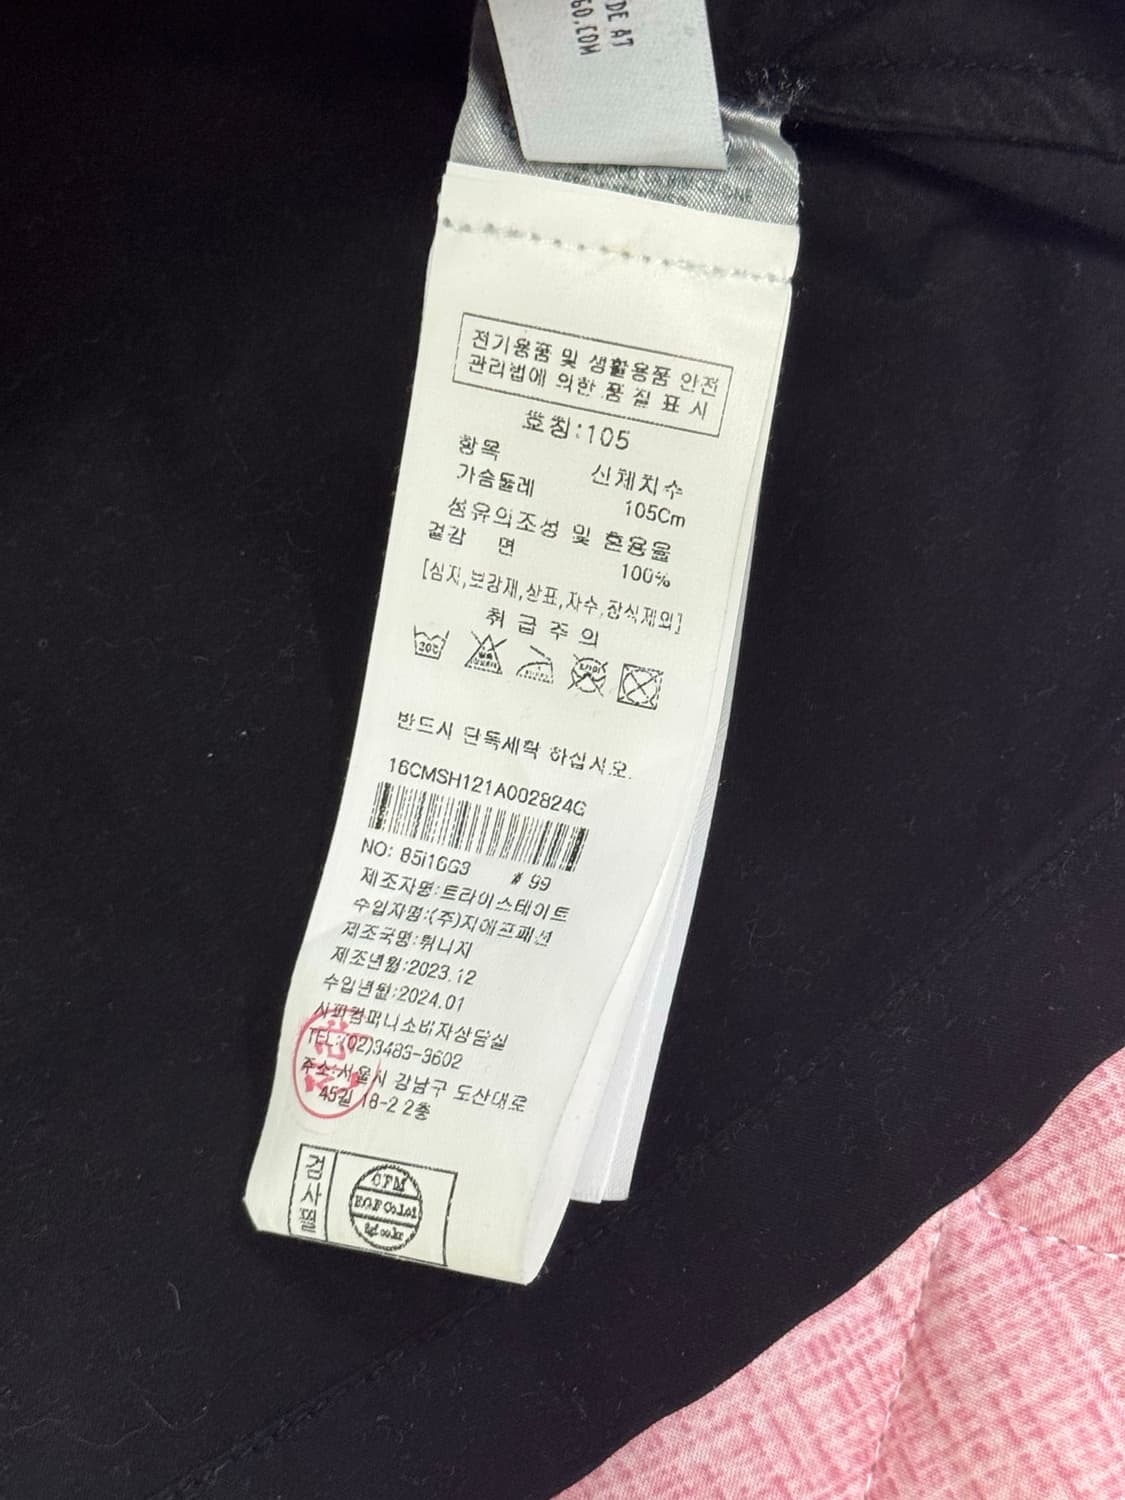 DE AT
GO.COM
전기용품 및 생활용품 안전
관리법에 의한 품 질 표 시
호칭:105
항목 신체치수
가슴둘레 105Cm
섬유의조성 및 혼용율
겉감 면 100%
[심지,보강재,상표,자수,장식제외]
취 급 주 의
30℃
반드시 단독세탁 하십시오.
16CMSH121A002824G
NO: 85i16G3 # 99
제조자명:트라이스테이트
수입자명:(주)지에프패션
제조국명:튀니지
제조년월:2023.12
수입년월:2024.01
시피컴퍼니소비자상담실
TEL:(02)3485-3602
주소:서울시 강남구 도산대로
45길 18-2 2층
검사필
CFM